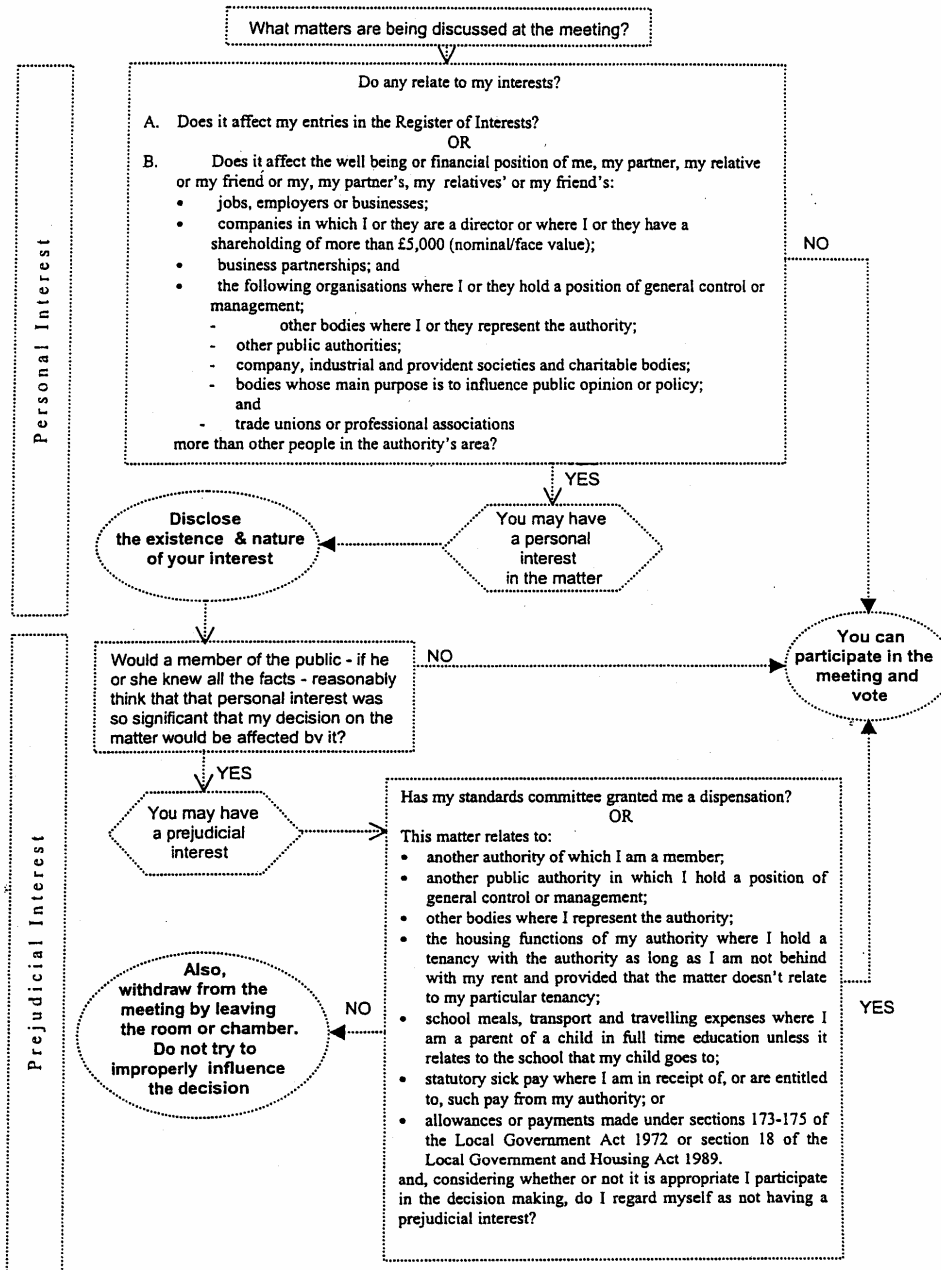 What matters are being discussed at the meeting?
Personal Interest
Do any relate to my interests?
A. Does it affect my entries in the Register of Interests?
OR
B. Does it affect the well being or financial position of me, my partner, my relative
or my friend or my, my partner's, my relatives' or my friend's:
• jobs, employers or businesses;
• companies in which I or they are a director or where I or they have a
shareholding of more than £5,000 (nominal/face value);
• business partnerships; and
• the following organisations where I or they hold a position of general control or
management;
- other bodies where I or they represent the authority;
- other public authorities;
- company, industrial and provident societies and charitable bodies;
- bodies whose main purpose is to influence public opinion or policy;
and
- trade unions or professional associations
more than other people in the authority's area?
NO
YES
You may have
a personal
interest
in the matter
Disclose
the existence & nature
of your interest
Prejudicial Interest
Would a member of the public - if he
or she knew all the facts - reasonably
think that that personal interest was
so significant that my decision on the
matter would be affected by it?
NO
You can
participate in the
meeting and
vote
YES
You may have
a prejudicial
interest
Has my standards committee granted me a dispensation?
OR
This matter relates to:
• another authority of which I am a member;
• another public authority in which I hold a position of
general control or management;
• other bodies where I represent the authority;
• the housing functions of my authority where I hold a
tenancy with the authority as long as I am not behind
with my rent and provided that the matter doesn't relate
to my particular tenancy;
• school meals, transport and travelling expenses where I
am a parent of a child in full time education unless it
relates to the school that my child goes to;
• statutory sick pay where I am in receipt of, or are entitled
to, such pay from my authority; or
• allowances or payments made under sections 173-175 of
the Local Government Act 1972 or section 18 of the
Local Government and Housing Act 1989.
and, considering whether or not it is appropriate I participate
in the decision making, do I regard myself as not having a
prejudicial interest?
YES
NO
Also,
withdraw from the
meeting by leaving
the room or chamber.
Do not try to
improperly influence
the decision